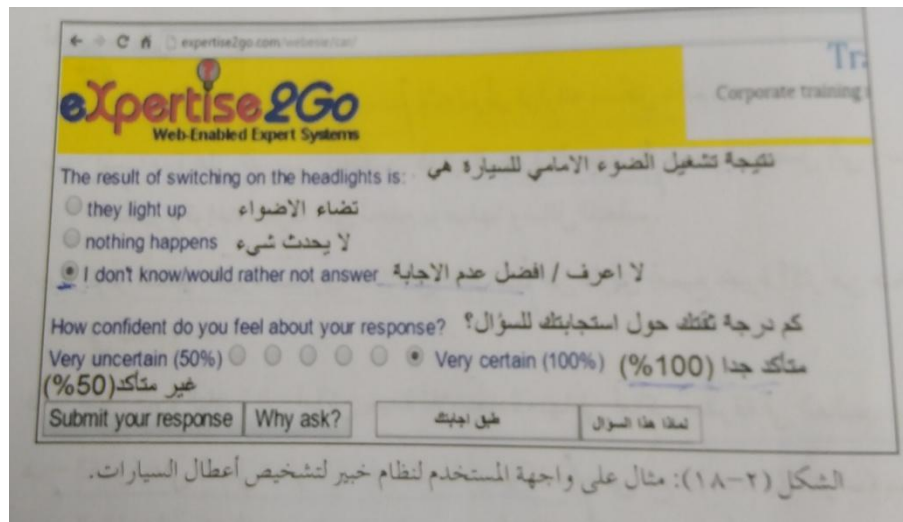 expertise2go.com/webesie/car/
Tra
Corporate training
eXpertise2Go
Web-Enabled Expert Systems
The result of switching on the headlights is: نتيجة تشغيل الضوء الامامي للسيارة هي
they light up تضاء الاضواء
nothing happens لا يحدث شيء
I don't know/would rather not answer لا اعرف / افضل عدم الاجابة
How confident do you feel about your response? كم درجة ثقتك حول استجابتك للسؤال؟
Very uncertain (50%) Very certain (100%) متأكد جدا (100%)
غير متأكد(50%)
Submit your response Why ask? طبق اجابتك لماذا هذا السؤال
الشكل (٢-١٨): مثال على واجهة المستخدم لنظام خبير لتشخيص أعطال السيارات.